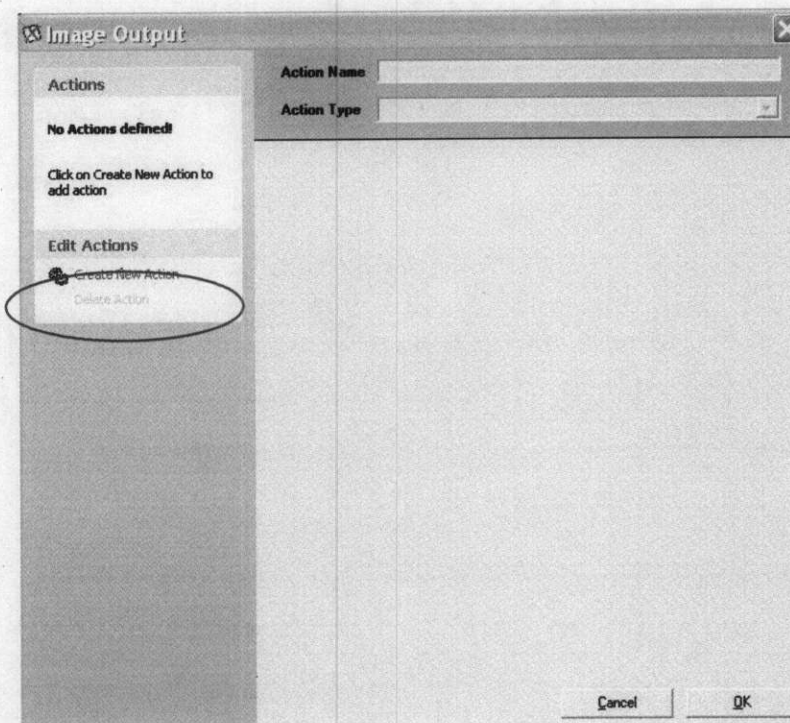 Image Output
Actions
No Actions defined!
Click on Create New Action to
add action
Edit Actions
Create New Action
Delete Action
Action Name
Action Type
Cancel
OK